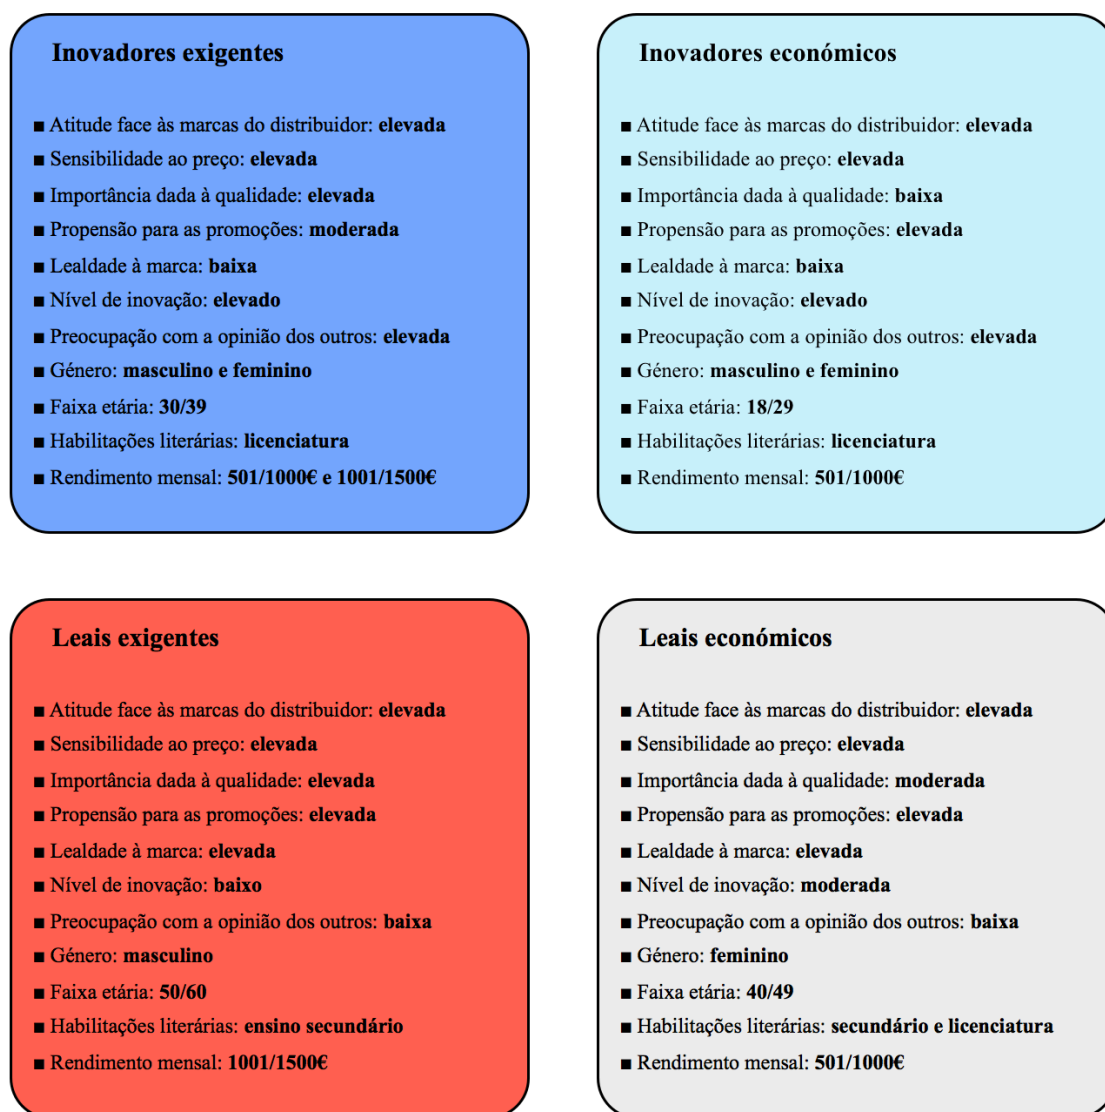 Inovadores exigentes
■ Atitude face às marcas do distribuidor: elevada
■ Sensibilidade ao preço: elevada
■ Importância dada à qualidade: elevada
■ Propensão para as promoções: moderada
■ Lealdade à marca: baixa
■ Nível de inovação: elevado
■ Preocupação com a opinião dos outros: elevada
■ Género: masculino e feminino
■ Faixa etária: 30/39
■ Habilitações literárias: licenciatura
■ Rendimento mensal: 501/1000€ e 1001/1500€
Inovadores económicos
■ Atitude face às marcas do distribuidor: elevada
■ Sensibilidade ao preço: elevada
■ Importância dada à qualidade: baixa
■ Propensão para as promoções: elevada
■ Lealdade à marca: baixa
■ Nível de inovação: elevado
■ Preocupação com a opinião dos outros: elevada
■ Género: masculino e feminino
■ Faixa etária: 18/29
■ Habilitações literárias: licenciatura
■ Rendimento mensal: 501/1000€
Leais exigentes
■ Atitude face às marcas do distribuidor: elevada
■ Sensibilidade ao preço: elevada
■ Importância dada à qualidade: elevada
■ Propensão para as promoções: elevada
■ Lealdade à marca: elevada
■ Nível de inovação: baixo
■ Preocupação com a opinião dos outros: baixa
■ Género: masculino
■ Faixa etária: 50/60
■ Habilitações literárias: ensino secundário
■ Rendimento mensal: 1001/1500€
Leais económicos
■ Atitude face às marcas do distribuidor: elevada
■ Sensibilidade ao preço: elevada
■ Importância dada à qualidade: moderada
■ Propensão para as promoções: elevada
■ Lealdade à marca: elevada
■ Nível de inovação: moderada
■ Preocupação com a opinião dos outros: baixa
■ Género: feminino
■ Faixa etária: 40/49
■ Habilitações literárias: secundário e licenciatura
■ Rendimento mensal: 501/1000€